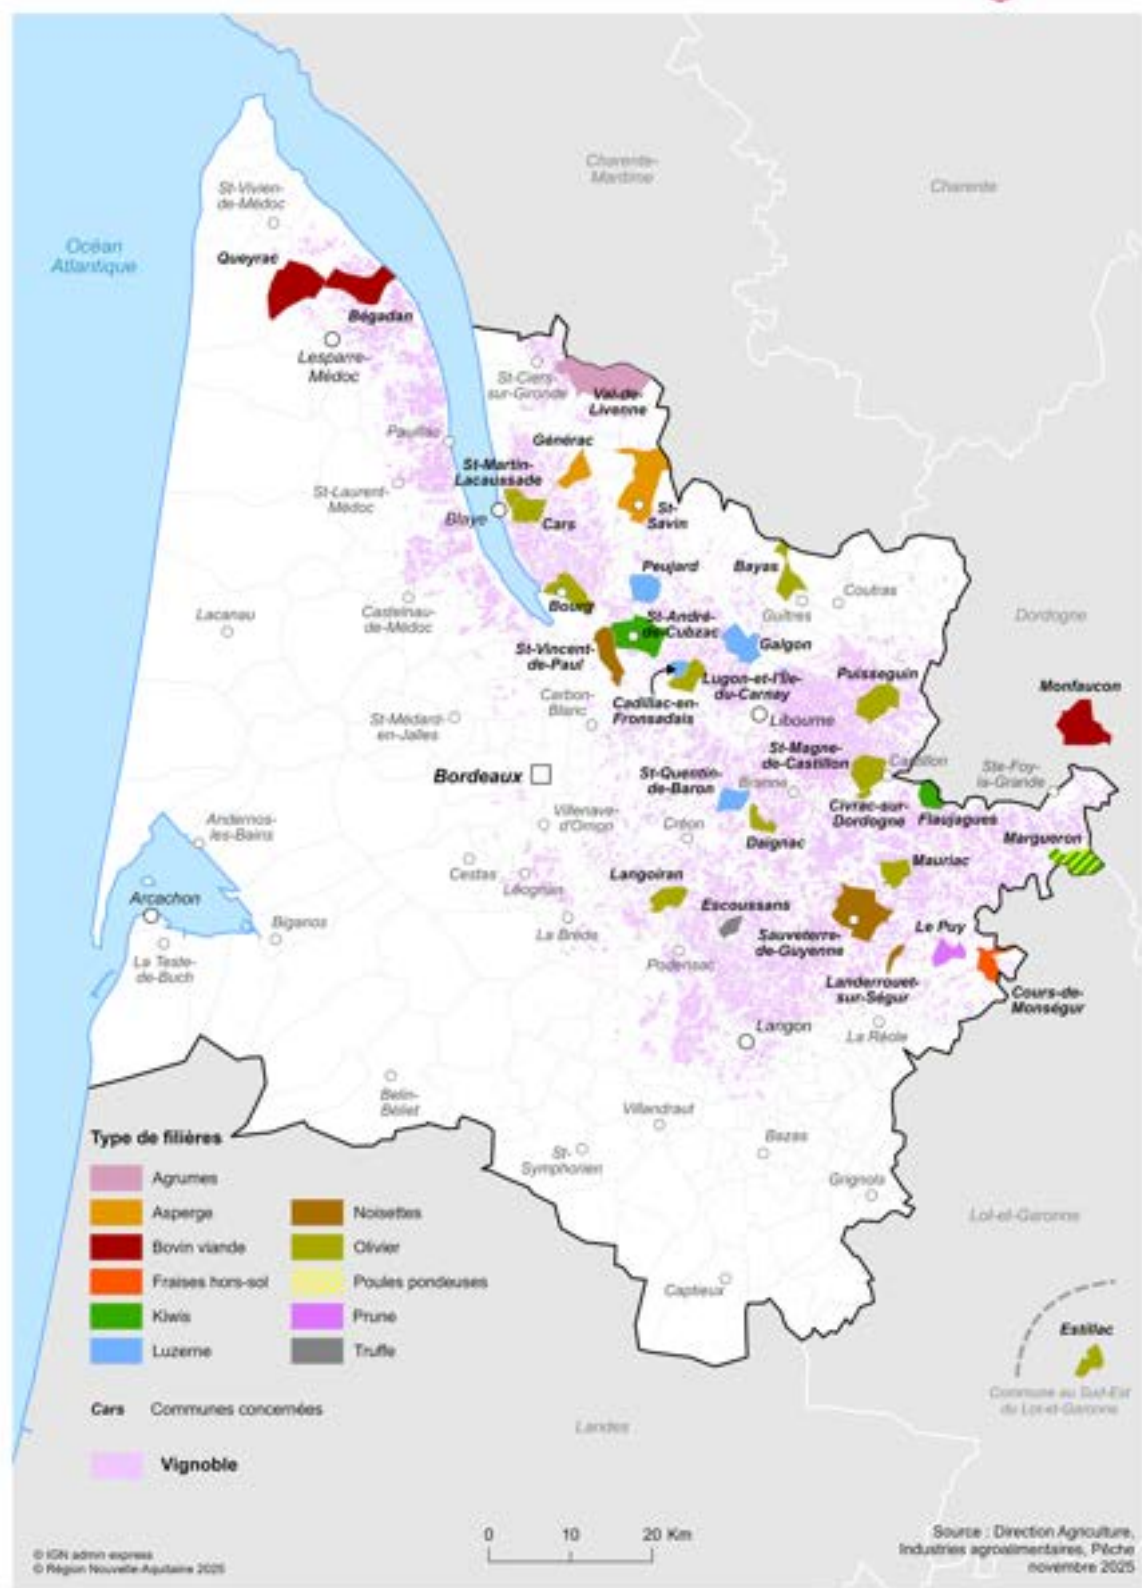 Charente-
Maritime
Charente
St-Vivien-
de-Médoc
Océan
Atlantique
Queyrac
Bégadan
Lesparre-
Médoc
St-Ciers-
sur-Gironde
Val-de-
Livenne
Pauillac
Générac
St-Martin-
Lacaussade
St-Laurent-
Médoc
Blaye
Cars
St-
Savin
Peujard
Bayas
Coutras
Guîtres
Lacanau
Castelnau-
de-Médoc
Bourg
St-André-
de-Cubzac
Dordogne
St-Vincent-
de-Paul
Galgon
Lugon-et-l'Île-
du-Carnay
Puisseguin
Monfaucon
Cadillac-en-
Fronsadais
Carbon-
Blanc
St-Médard-
en-Jalles
Libourne
St-Magne-
de-Castillon
Castillon
Ste-Foy-
la-Grande
Bordeaux
St-Quentin-
de-Baron
Branne
Civrac-sur-
Dordogne
Flaujagues
Andernos-
les-Bains
Villenave-
d'Ornon
Créon
Daignac
Margueron
Mauriac
Cestas
Léognan
Langoiran
Arcachon
Escoussans
Biganos
La Brède
Sauveterre-
de-Guyenne
Le Puy
La Teste-
de-Buch
Podensac
Landerrouet-
sur-Ségur
Cours-de-
Monségur
Langon
La Réole
Belin-
Béliet
Villandraut
Bazas
St-
Symphorien
Grignols
Lot-et-Garonne
Captieux
Type de filières
Agrumes
Asperge
Bovin viande
Fraises hors-sol
Kiwis
Luzerne
Noisettes
Olivier
Poules pondeuses
Prune
Truffe
Cars
Communes concernées
Vignoble
Estillac
Commune au Sud-Est
du Lot-et-Garonne
Landes
0 10 20 Km
© IGN admin express
© Région Nouvelle-Aquitaine 2025
Source : Direction Agriculture,
Industries agroalimentaires, Pêche
novembre 2025